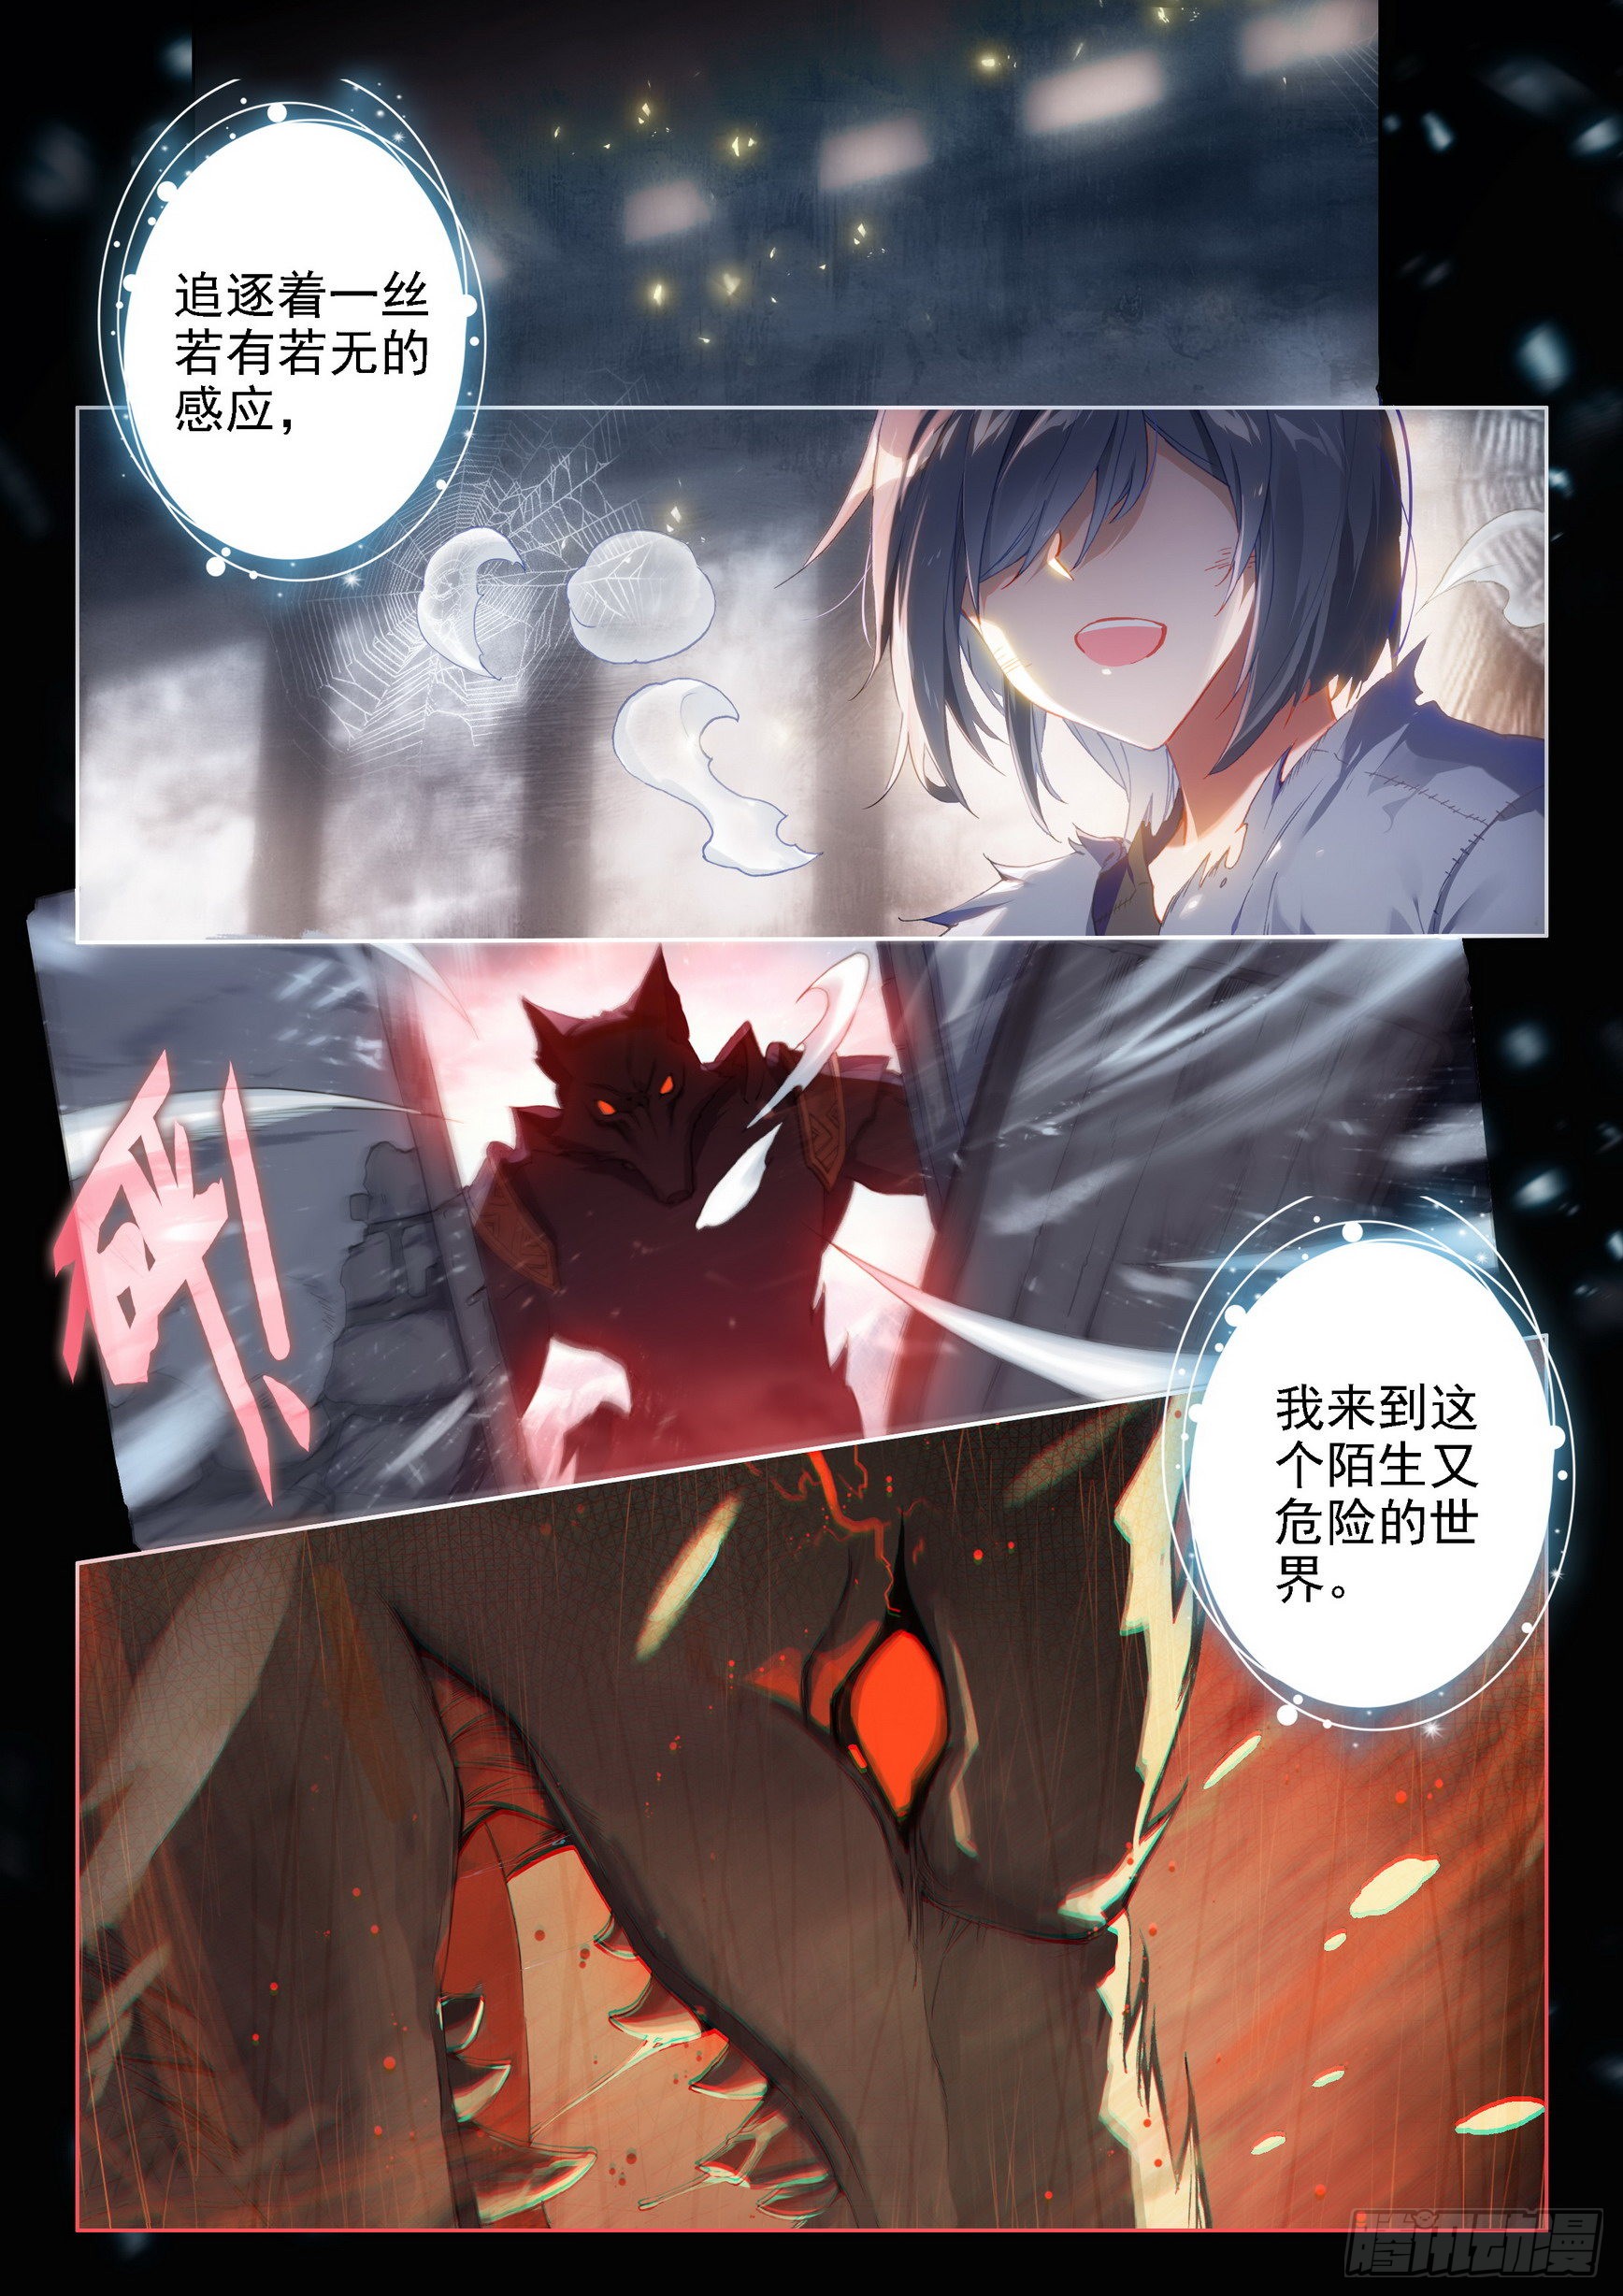 追逐着一丝
若有若无的
感应，
我来到这
个陌生又
危险的世
界。
腾讯动漫